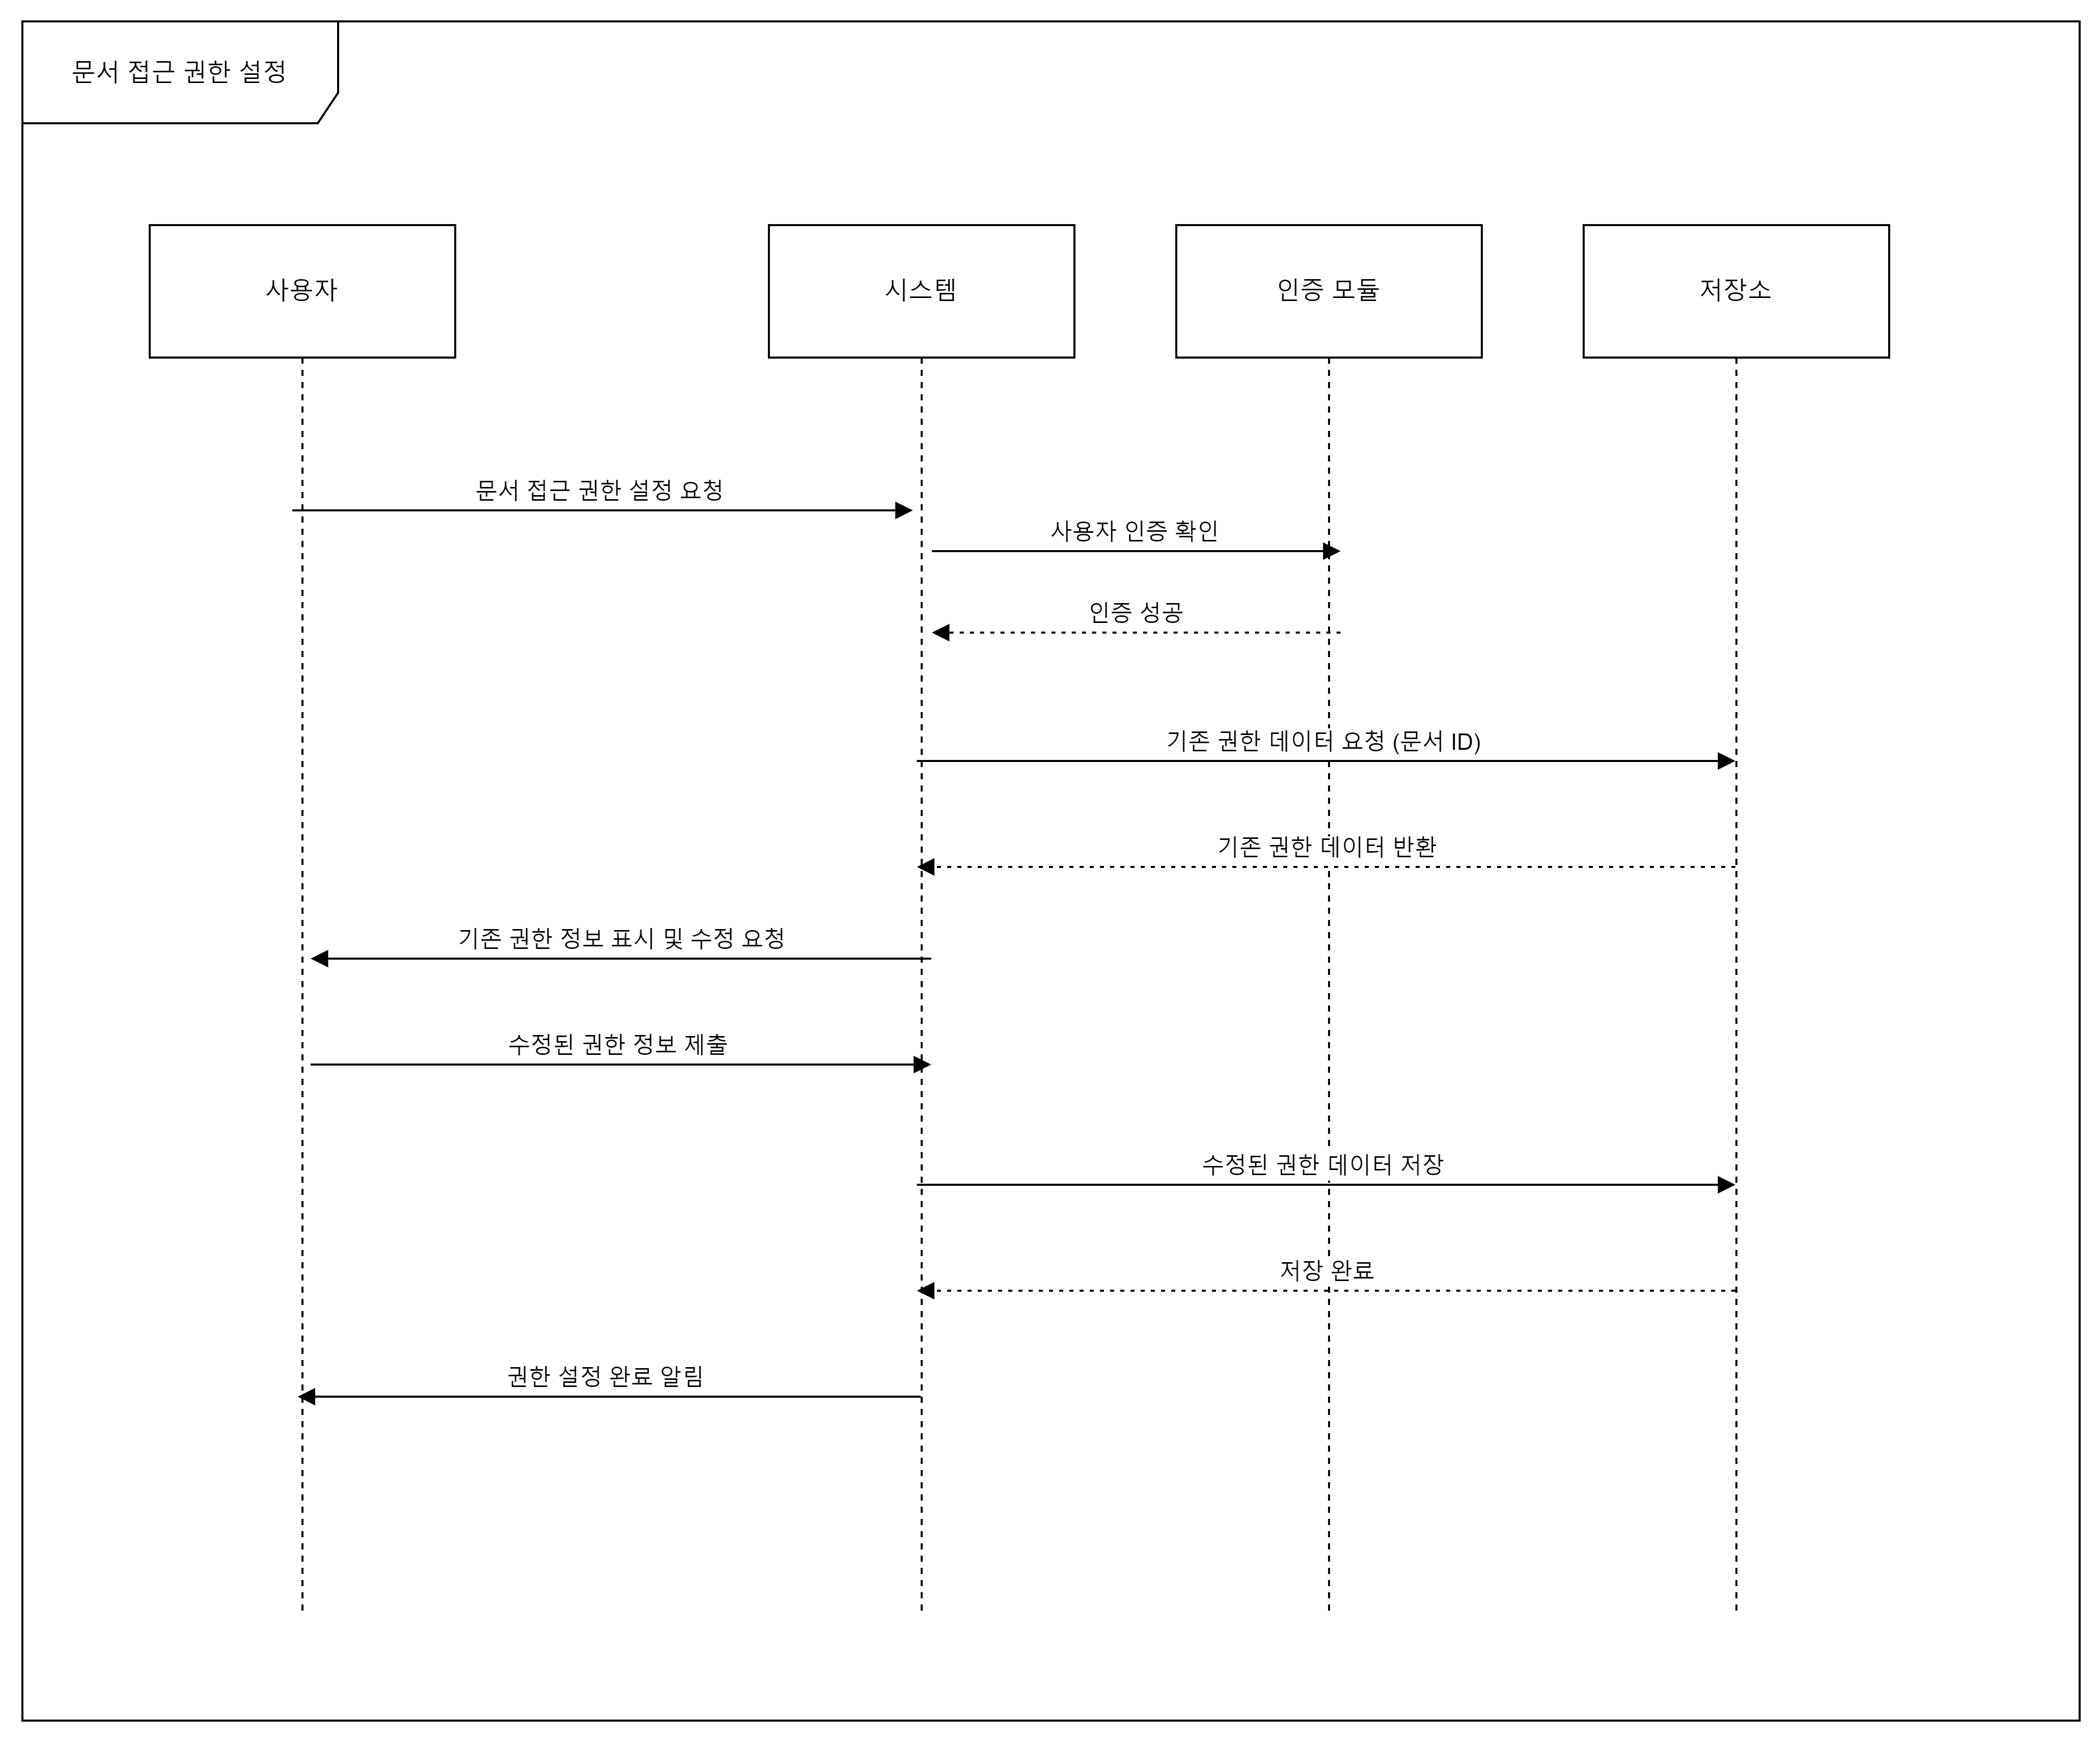 문서 접근 권한 설정
사용자
시스템
인증 모듈
저장소
문서 접근 권한 설정 요청
사용자 인증 확인
인증 성공
기존 권한 데이터 요청 (문서 ID)
기존 권한 데이터 반환
기존 권한 정보 표시 및 수정 요청
수정된 권한 정보 제출
수정된 권한 데이터 저장
저장 완료
권한 설정 완료 알림